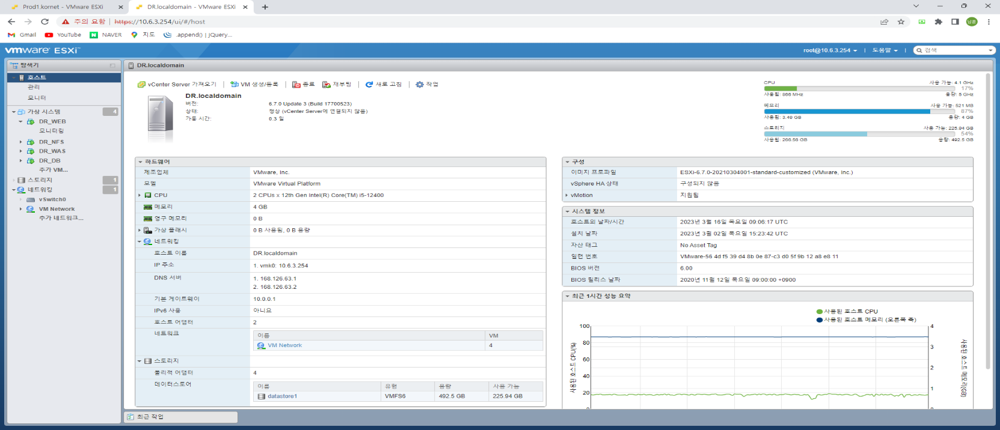 Prod1.kornet - VMware ESXi
DR.localdomain - VMware ESXi
주의 요함 | https://10.6.3.254/ui/#/host
남훈
Gmail YouTube NAVER 지도 .append() | jQuery...
vmware ESXi™
root@10.6.3.254 | 도움말 | 검색
탐색기
호스트
관리
모니터
가상 시스템 4
DR_WEB
모니터링
DR_NFS
DR_WAS
DR_DB
추가 VM...
스토리지 1
네트워킹 1
vSwitch0
VM Network
추가 네트워크...
DR.localdomain
vCenter Server 가져오기 | VM 생성/등록 | 종료 재부팅 | 새로 고침 | 작업
DR.localdomain
버전: 6.7.0 Update 3 (Build 17700523)
상태: 정상 (vCenter Server에 연결되지 않음)
가동 시간: 0.3 일
CPU 사용 가능: 4.1 GHz
17%
사용됨: 866 MHz 용량: 5 GHz
메모리 사용 가능: 521 MB
87%
사용됨: 3.49 GB 용량: 4 GB
스토리지 사용 가능: 225.94 GB
54%
사용됨: 266.56 GB 용량: 492.5 GB
하드웨어
제조업체 VMware, Inc.
모델 VMware Virtual Platform
CPU 2 CPUs x 12th Gen Intel(R) Core(TM) i5-12400
메모리 4 GB
영구 메모리 0 B
가상 플래시 0 B 사용됨, 0 B 용량
네트워킹
호스트 이름 DR.localdomain
IP 주소 1. vmk0: 10.6.3.254
DNS 서버 1. 168.126.63.1
2. 168.126.63.2
기본 게이트웨이 10.0.0.1
IPv6 사용 아니요
호스트 어댑터 2
네트워크 이름 VM
VM Network 4
스토리지
물리적 어댑터 4
데이터스토어 이름 유형 용량 사용 가능
datastore1 VMFS6 492.5 GB 225.94 GB
구성
이미지 프로파일 ESXi-6.7.0-20210304001-standard-customized (VMware, Inc.)
vSphere HA 상태 구성되지 않음
vMotion 지원됨
시스템 정보
호스트의 날짜/시간 2023년 3월 16일 목요일 09:06:17 UTC
설치 날짜 2023년 3월 02일 목요일 15:23:42 UTC
자산 태그 No Asset Tag
일련 번호 VMware-56 4d f5 39 d4 8b 0e 87-c3 d0 5f 9b 12 a8 e8 11
BIOS 버전 6.00
BIOS 릴리스 날짜 2020년 11월 12일 목요일 09:00:00 +0900
최근 1시간 성능 요약
사용된 호스트 CPU
사용된 호스트 메모리 (오른쪽 축)
사용된 호스트 CPU(%)
100
80
60
40
20
4
3
2
1
사용된 호스트 메모리(GB)
최근 작업